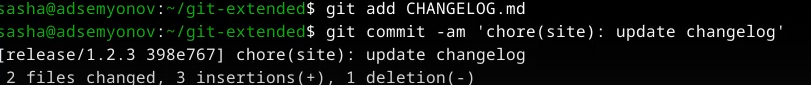 sasha@adsemyonov:~/git-extended$ git add CHANGELOG.md
sasha@adsemyonov:~/git-extended$ git commit -am 'chore(site): update changelog'
[release/1.2.3 398e767] chore(site): update changelog
2 files changed, 3 insertions(+), 1 deletion(-)